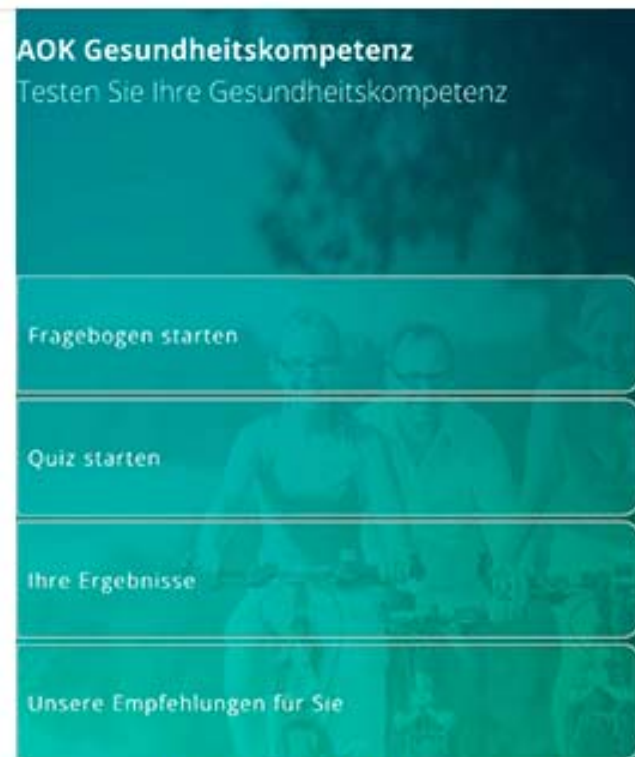 AOK Gesundheitskompetenz
Testen Sie Ihre Gesundheitskompetenz
Fragebogen starten
Quiz starten
Ihre Ergebnisse
Unsere Empfehlungen für Sie